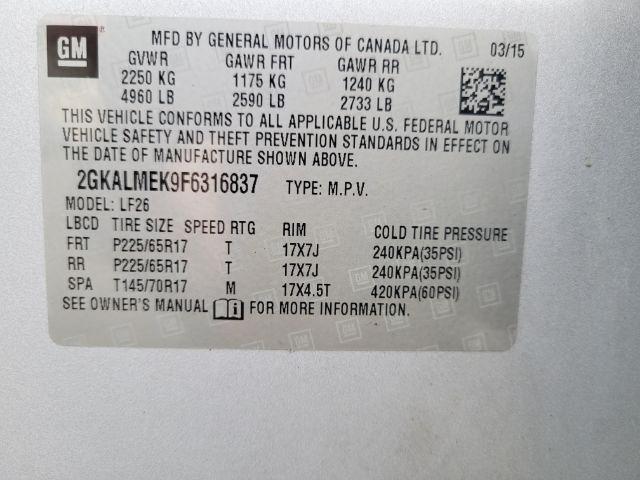 GM
MFD BY GENERAL MOTORS OF CANADA LTD. 03/15
GVWR GAWR FRT GAWR RR
2250 KG 1175 KG 1240 KG
4960 LB 2590 LB 2733 LB
THIS VEHICLE CONFORMS TO ALL APPLICABLE U.S. FEDERAL MOTOR
VEHICLE SAFETY AND THEFT PREVENTION STANDARDS IN EFFECT ON
THE DATE OF MANUFACTURE SHOWN ABOVE.
2GKALMEK9F6316837 TYPE: M.P.V.
MODEL: LF26
LBCD TIRE SIZE SPEED RTG RIM COLD TIRE PRESSURE
FRT P225/65R17 T 17X7J 240KPA(35PSI)
RR P225/65R17 T 17X7J 240KPA(35PSI)
SPA T145/70R17 M 17X4.5T 420KPA(60PSI)
SEE OWNER'S MANUAL FOR MORE INFORMATION.